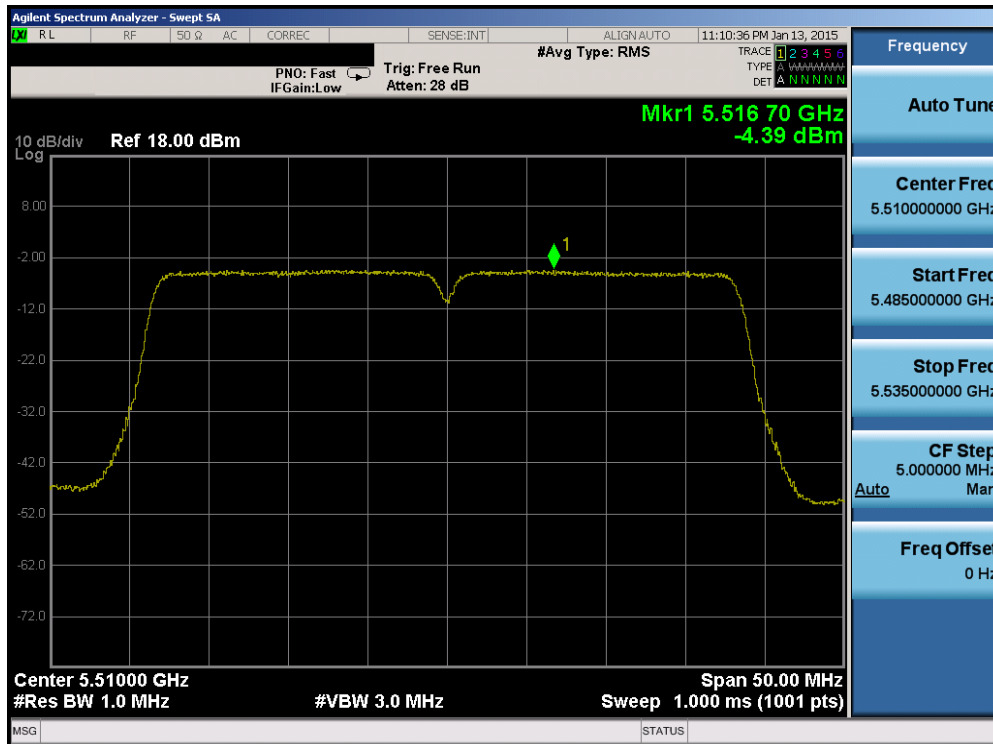 Agilent Spectrum Analyzer - Swept SA
LXI RL RF 50 Ω AC CORREC SENSE:INT ALIGN AUTO 11:10:36 PM Jan 13, 2015
#Avg Type: RMS
TRACE 1 2 3 4 5 6
TYPE A WWWWW
DET A N N N N N
PNO: Fast
IFGain:Low
Trig: Free Run
Atten: 28 dB
Mkr1 5.516 70 GHz
-4.39 dBm
10 dB/div
Log
Ref 18.00 dBm
8.00
-2.00
-12.0
-22.0
-32.0
-42.0
-52.0
-62.0
-72.0
1
Center 5.51000 GHz
Span 50.00 MHz
#Res BW 1.0 MHz
#VBW 3.0 MHz
Sweep 1.000 ms (1001 pts)
MSG
STATUS
Frequency
Auto Tune
Center Freq
5.510000000 GHz
Start Freq
5.485000000 GHz
Stop Freq
5.535000000 GHz
CF Step
5.000000 MHz
Auto Man
Freq Offset
0 Hz